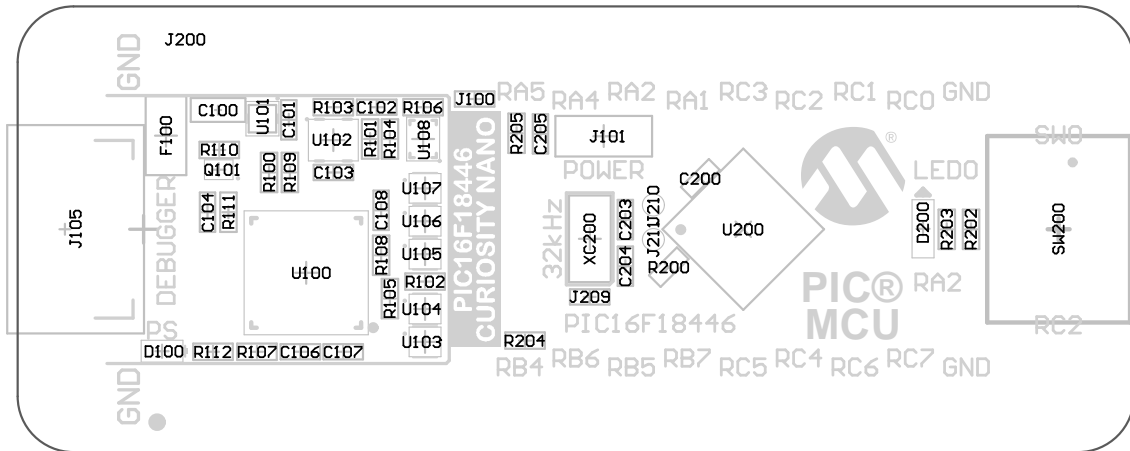 J200
GND
J105
F100
DEBUGGER
PS
GND
D100
C100
U101
C101
R103
C102
R106
U102
R101
R104
U108
R110
Q101
R100
R109
C103
C104
R111
U107
C108
U106
R108
U105
R102
R105
U104
U103
U100
R112
R107
C106
C107
J100
PIC16F18446
CURIOSITY NANO
RA5
RA4
RA2
RA1
RC3
RC2
RC1
RC0
GND
R205
C205
J101
POWER
32kHz
XC200
C203
C204
J210
J211
J209
C200
R200
U200
PIC16F18446
R204
®
PIC®
MCU
LED0
D200
R203
R202
RA2
SW0
SW200
RC2
RB4
RB6
RB5
RB7
RC5
RC4
RC6
RC7
GND